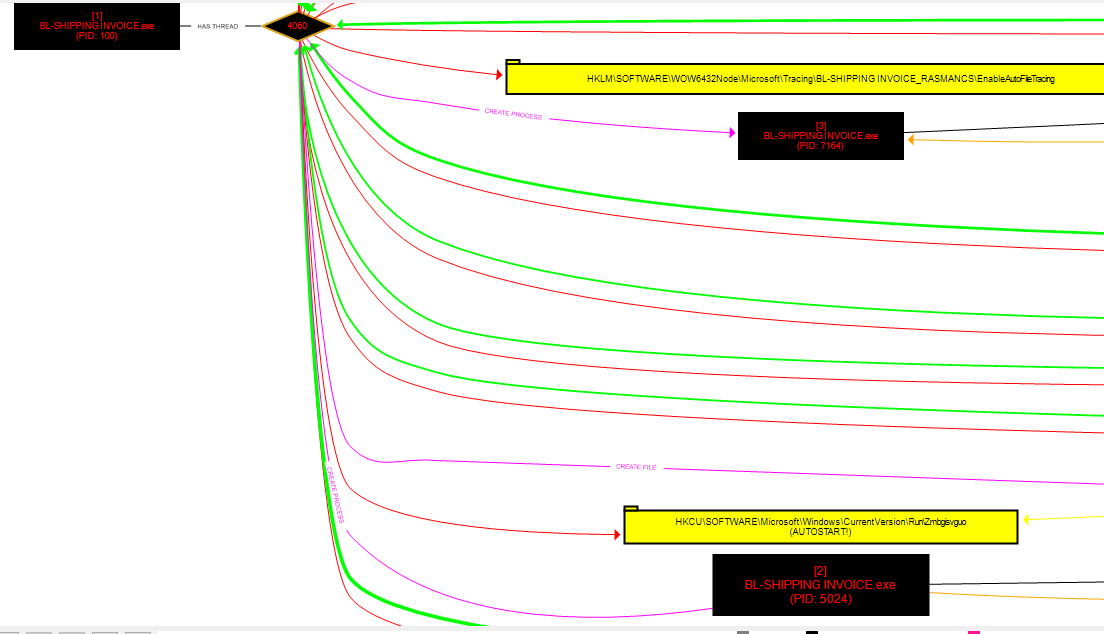 [1]
BL-SHIPPING INVOICE.exe
(PID: 100)
HAS THREAD
4060
HKLM\SOFTWARE\WOW6432Node\Microsoft\Tracing\BL-SHIPPING INVOICE_RASMANCS\EnableAutoFileTracing
CREATE PROCESS
[3]
BL-SHIPPING INVOICE.exe
(PID: 7164)
CREATE FILE
CREATE PROCESS
HKCU\SOFTWARE\Microsoft\Windows\CurrentVersion\Run\Zmbgisvguo
(AUTOSTART!)
[2]
BL-SHIPPING INVOICE.exe
(PID: 5024)